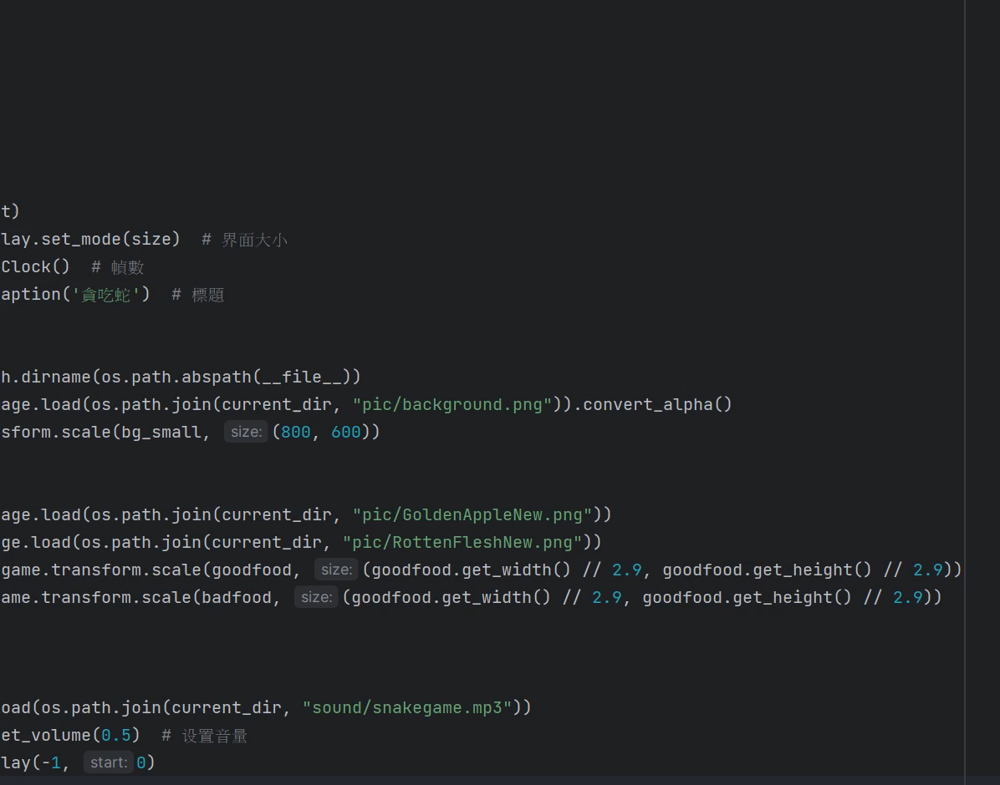 t)
lay.set_mode(size)  # 界面大小
Clock()  # 幀數
aption('貪吃蛇')  # 標題
h.dirname(os.path.abspath(__file__))
age.load(os.path.join(current_dir, "pic/background.png")).convert_alpha()
sform.scale(bg_small, size: (800, 600))
age.load(os.path.join(current_dir, "pic/GoldenAppleNew.png"))
ge.load(os.path.join(current_dir, "pic/RottenFleshNew.png"))
game.transform.scale(goodfood, size: (goodfood.get_width() // 2.9, goodfood.get_height() // 2.9))
ame.transform.scale(badfood, size: (goodfood.get_width() // 2.9, goodfood.get_height() // 2.9))
oad(os.path.join(current_dir, "sound/snakegame.mp3"))
et_volume(0.5)  # 设置音量
lay(-1, start: 0)